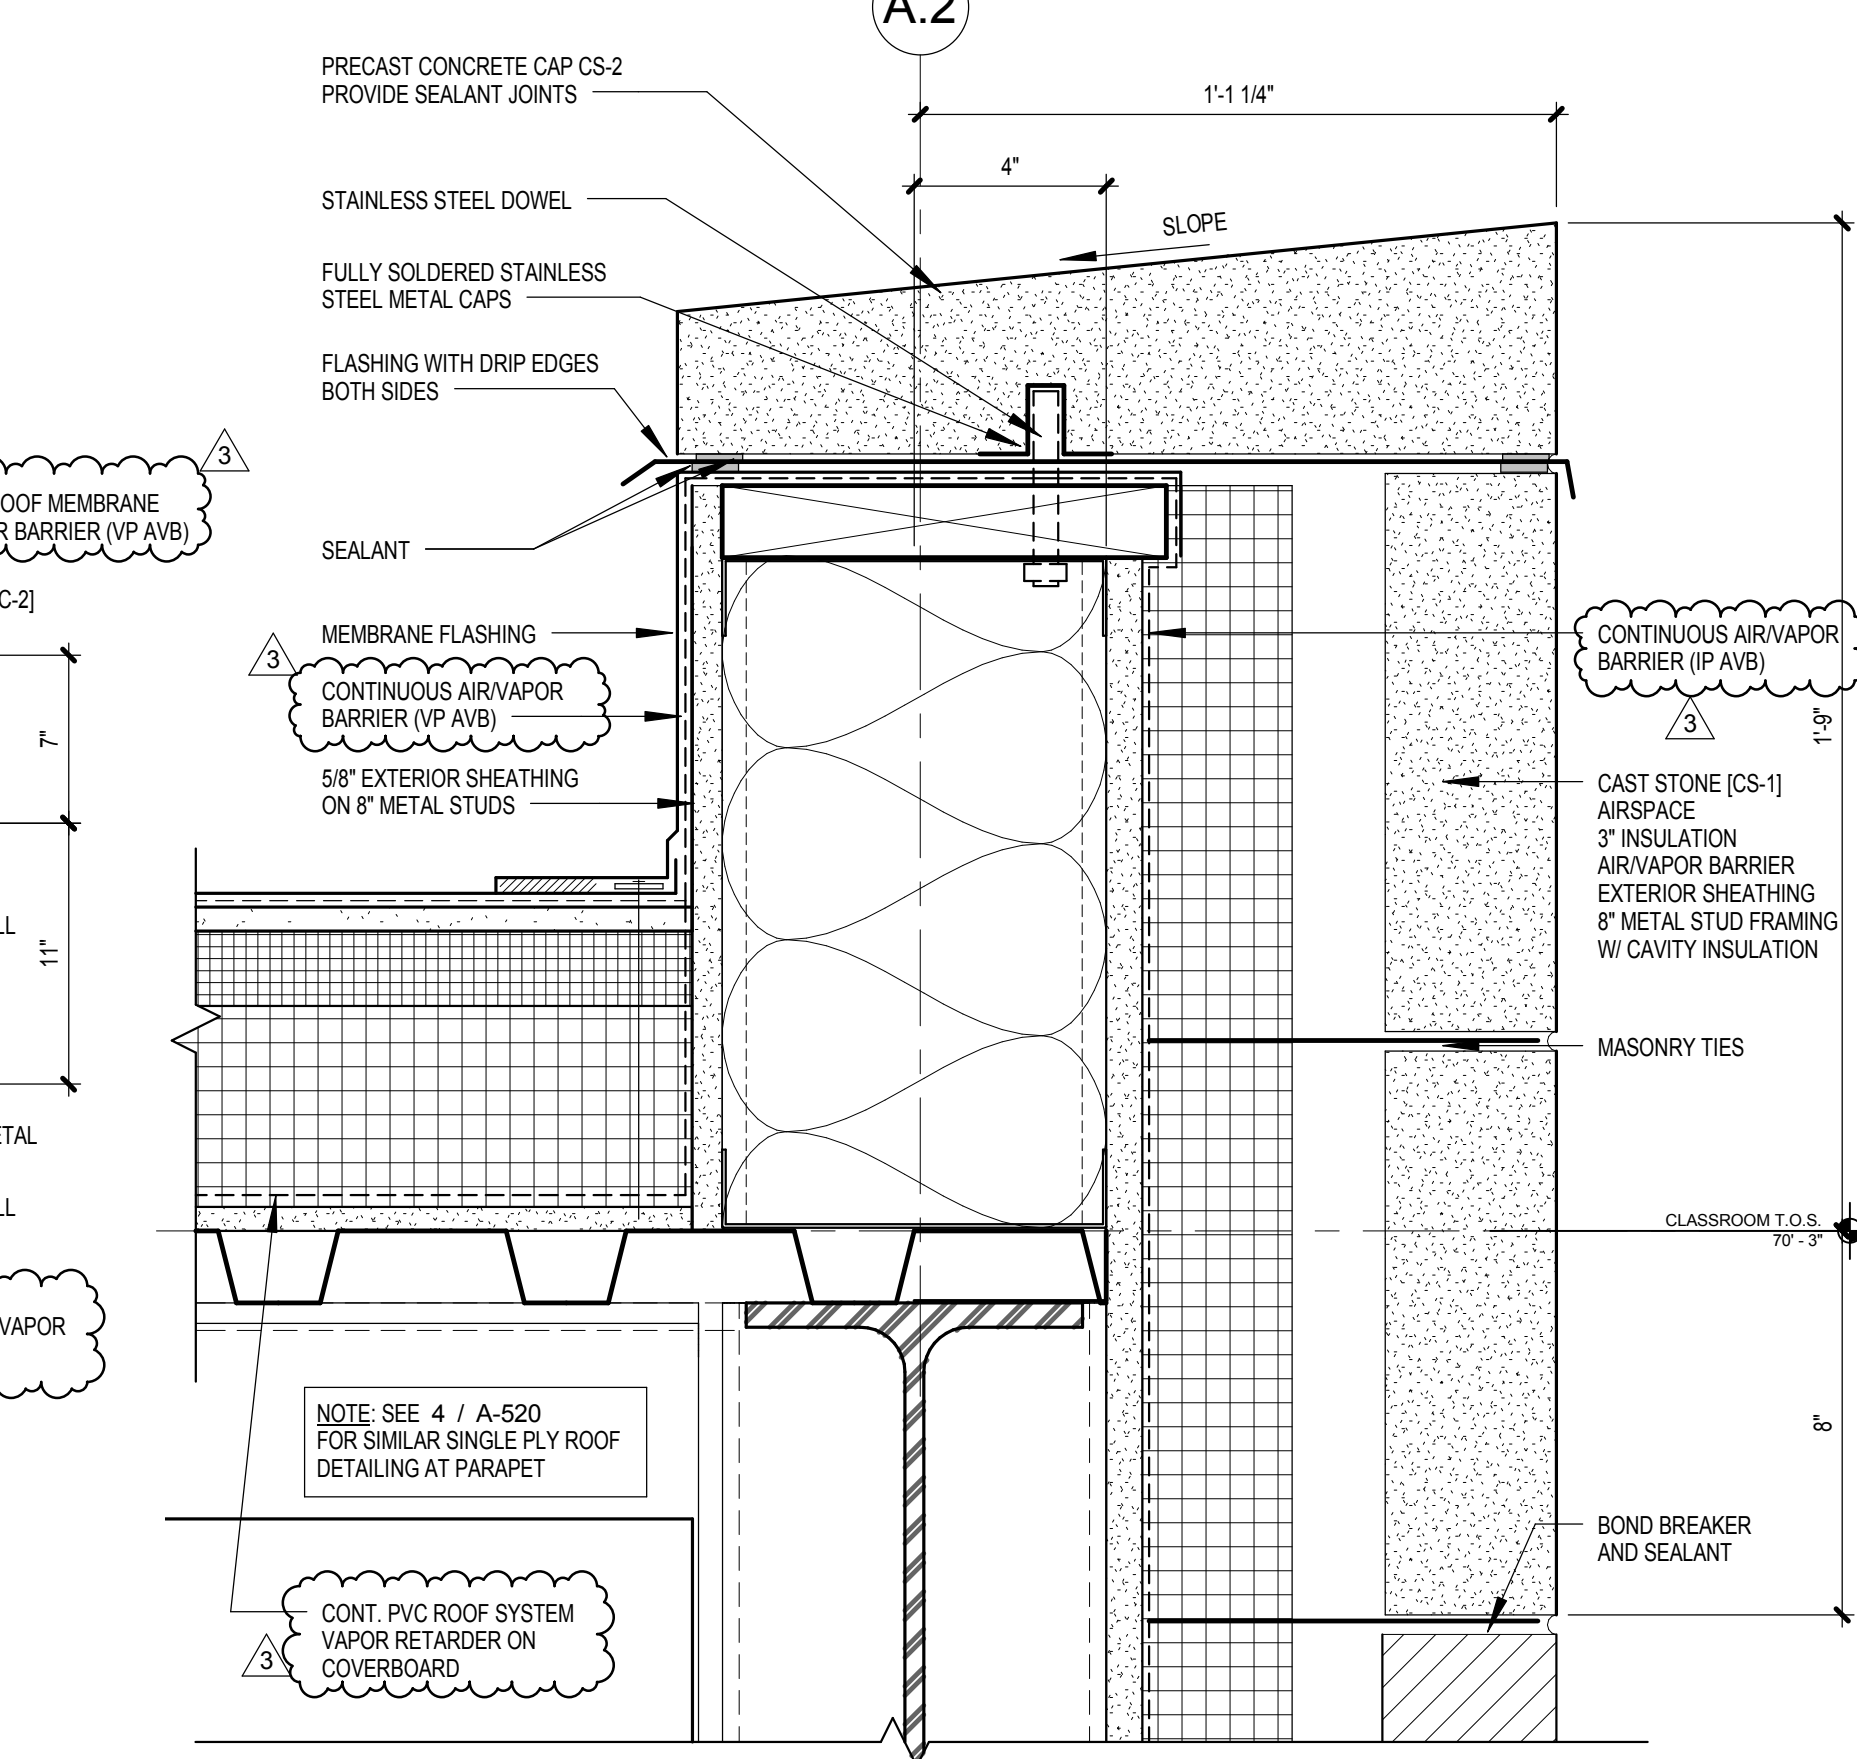 A.2
PRECAST CONCRETE CAP CS-2
PROVIDE SEALANT JOINTS
1'-1 1/4"
4"
STAINLESS STEEL DOWEL
SLOPE
FULLY SOLDERED STAINLESS
STEEL METAL CAPS
FLASHING WITH DRIP EDGES
BOTH SIDES
3
OOF MEMBRANE
R BARRIER (VP AVB)
SEALANT
C-2]
MEMBRANE FLASHING
3
CONTINUOUS AIR/VAPOR
BARRIER (VP AVB)
5/8" EXTERIOR SHEATHING
ON 8" METAL STUDS
CONTINUOUS AIR/VAPOR
BARRIER (IP AVB)
3
1'-9"
7"
CAST STONE [CS-1]
AIRSPACE
3" INSULATION
AIR/VAPOR BARRIER
EXTERIOR SHEATHING
8" METAL STUD FRAMING
W/ CAVITY INSULATION
LL
11"
MASONRY TIES
ETAL
LL
CLASSROOM T.O.S.
70' - 3"
VAPOR
NOTE: SEE 4 / A-520
FOR SIMILAR SINGLE PLY ROOF
DETAILING AT PARAPET
8"
BOND BREAKER
AND SEALANT
CONT. PVC ROOF SYSTEM
VAPOR RETARDER ON
COVERBOARD
3